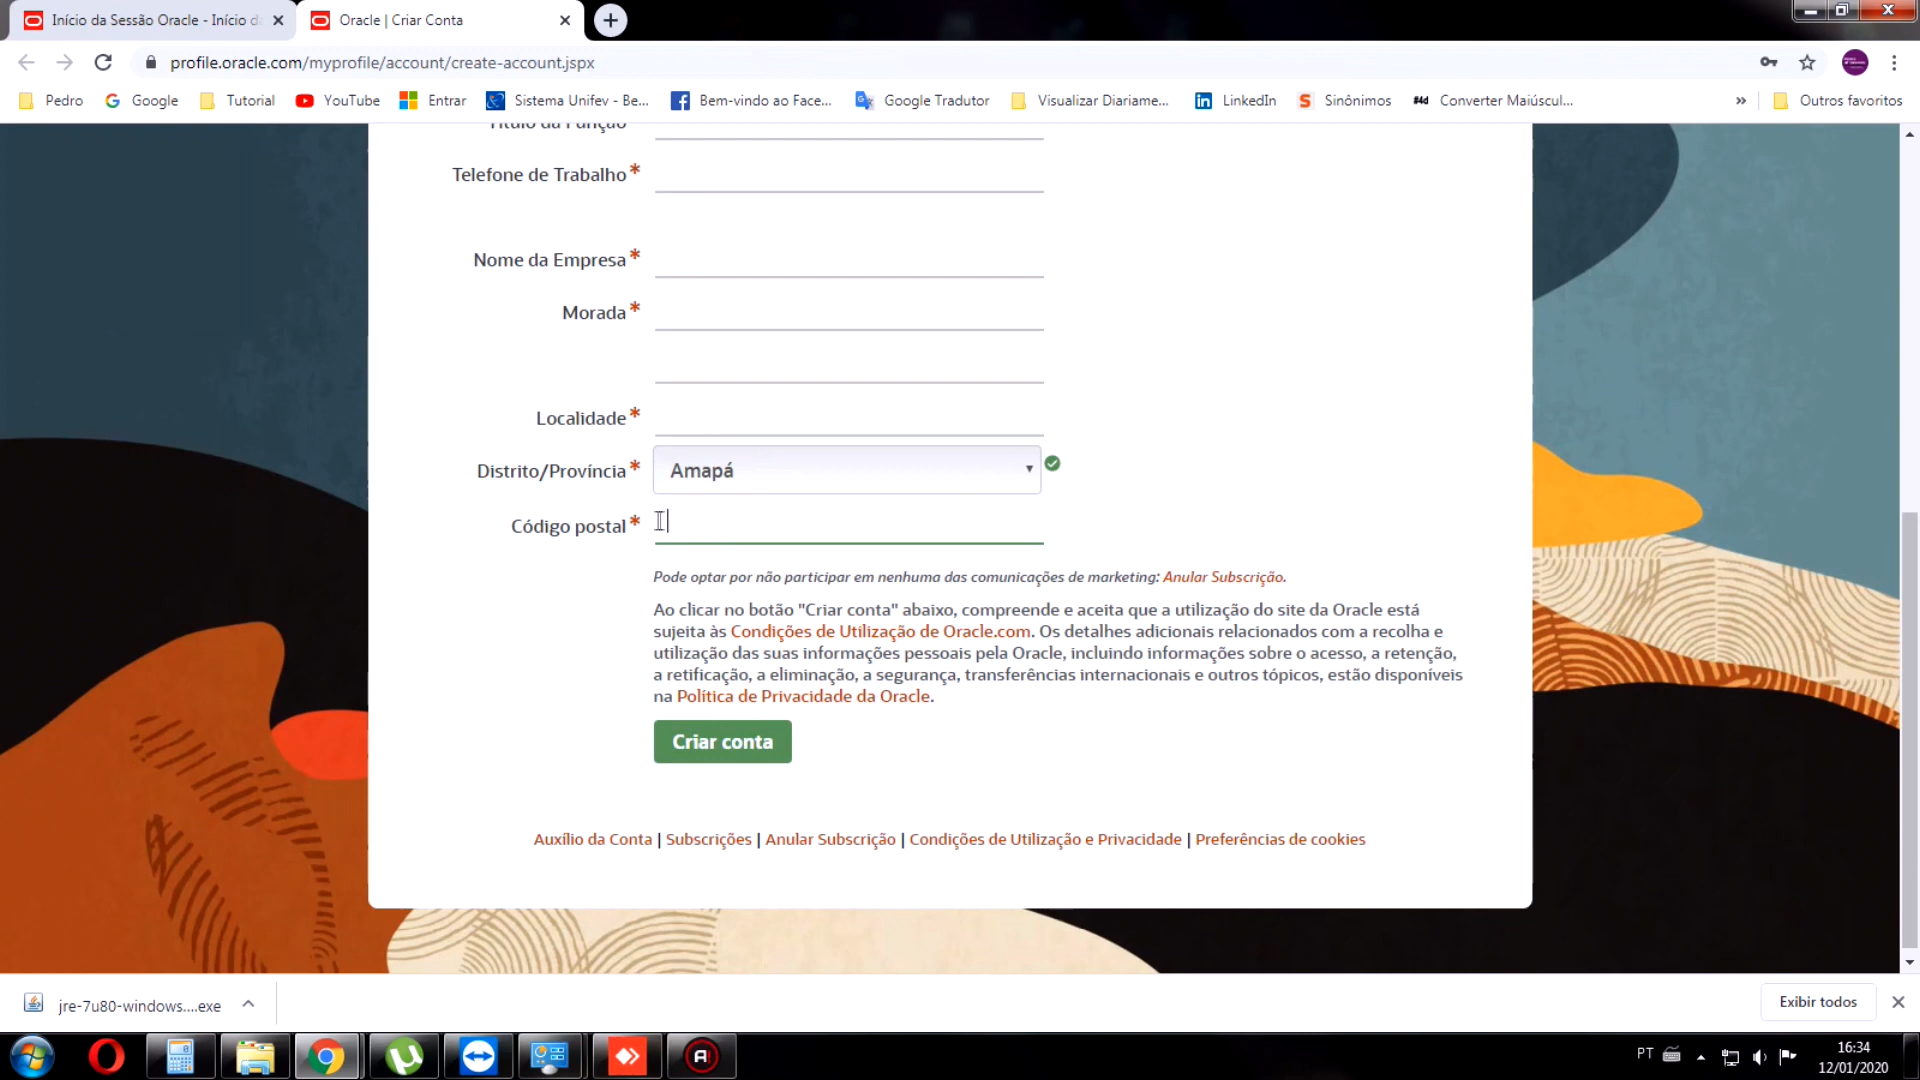 Início da Sessão Oracle - Início d
Oracle | Criar Conta
profile.oracle.com/myprofile/account/create-account.jspx
Pedro
Google
Tutorial
YouTube
Entrar
Sistema Unifev - Be...
Bem-vindo ao Face...
Google Tradutor
Visualizar Diariame...
LinkedIn
Sinônimos
Converter Maiúscul...
»
Outros favoritos
Título da Função
Telefone de Trabalho*
Nome da Empresa*
Morada*
Localidade*
Distrito/Província* Amapá
Código postal*
Pode optar por não participar em nenhuma das comunicações de marketing: Anular Subscrição.
Ao clicar no botão "Criar conta" abaixo, compreende e aceita que a utilização do site da Oracle está
sujeita às Condições de Utilização de Oracle.com. Os detalhes adicionais relacionados com a recolha e
utilização das suas informações pessoais pela Oracle, incluindo informações sobre o acesso, a retenção,
a retificação, a eliminação, a segurança, transferências internacionais e outros tópicos, estão disponíveis
na Política de Privacidade da Oracle.
Criar conta
Auxílio da Conta | Subscrições | Anular Subscrição | Condições de Utilização e Privacidade | Preferências de cookies
jre-7u80-windows....exe
Exibir todos
PT
16:34
12/01/2020